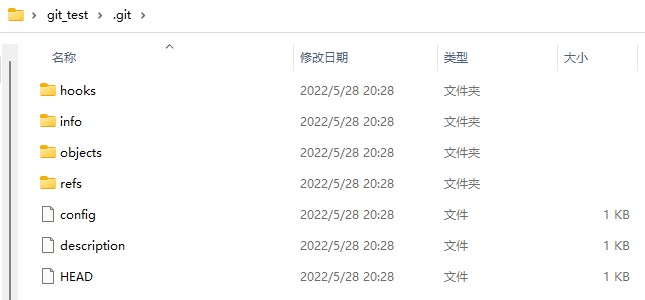 git_test > .git >
名称 修改日期 类型 大小
hooks 2022/5/28 20:28 文件夹
info 2022/5/28 20:28 文件夹
objects 2022/5/28 20:28 文件夹
refs 2022/5/28 20:28 文件夹
config 2022/5/28 20:28 文件 1 KB
description 2022/5/28 20:28 文件 1 KB
HEAD 2022/5/28 20:28 文件 1 KB